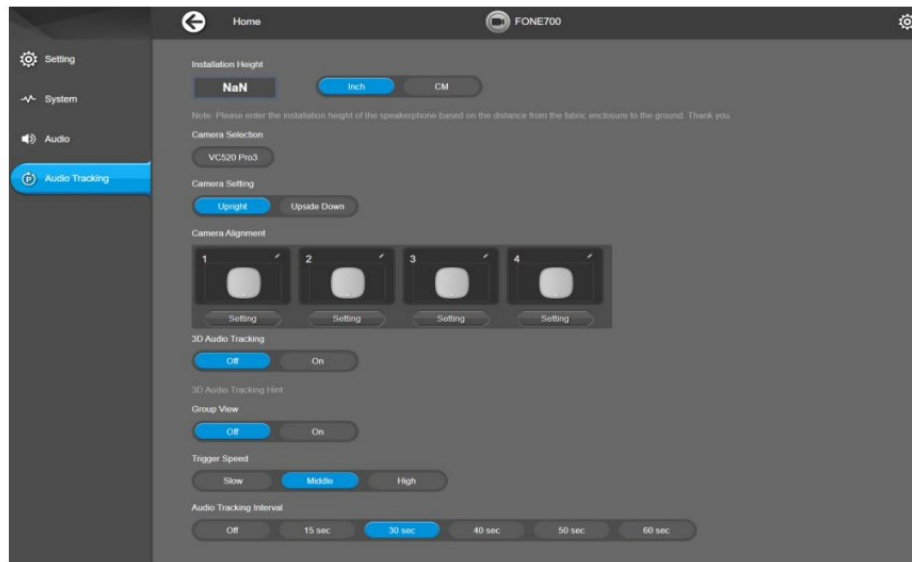 Home
FONE700
Setting
System
Audio
Audio Tracking
Installation Height
NaN
Inch CM
Note: Please enter the installation height of the speakerphone based on the distance from the fabric enclosure to the ground. Thank you.
Camera Selection
VC520 Pro3
Camera Setting
Upright Upside Down
Camera Alignment
1 2 3 4
Setting Setting Setting Setting
3D Audio Tracking
Off On
3D Audio Tracking Hint
Group View
Off On
Trigger Speed
Slow Middle High
Audio Tracking Interval
Off 15 sec 30 sec 40 sec 50 sec 60 sec